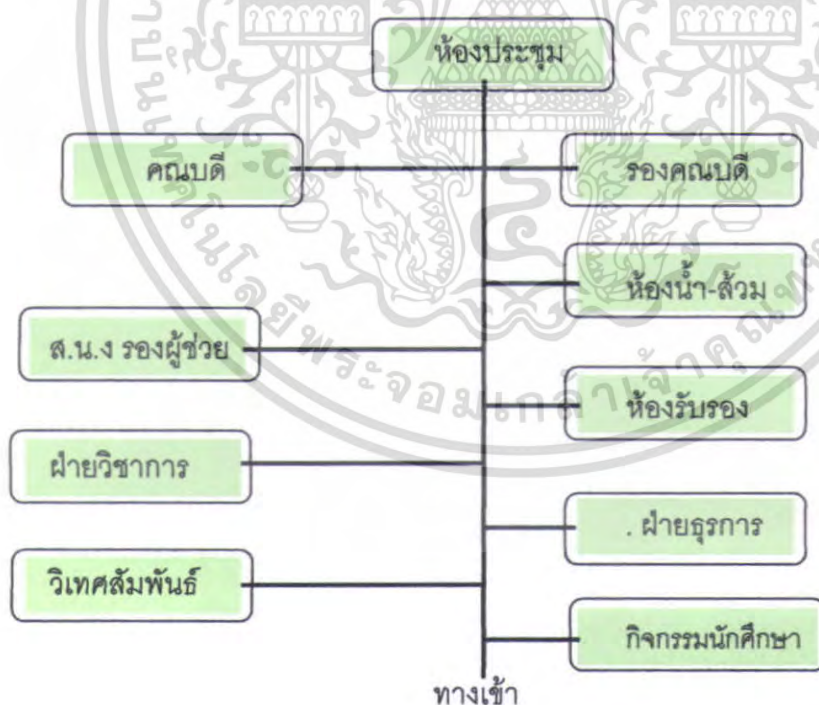 ห้องประชุม
คณบดี
รองคณบดี
ห้องน้ำ-ส้วม
ส.น.ง รองผู้ช่วย
ห้องรับรอง
ฝ่ายวิชาการ
. ฝ่ายธุรการ
วิเทศสัมพันธ์
กิจกรรมนักศึกษา
ทางเข้า